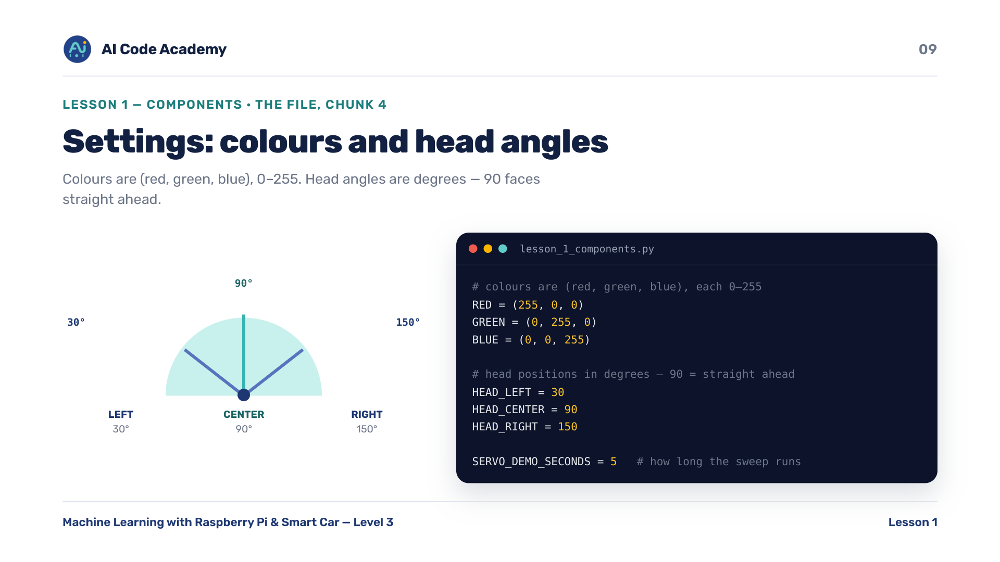 AI Code Academy
09
LESSON 1 — COMPONENTS • THE FILE, CHUNK 4
Settings: colours and head angles
Colours are (red, green, blue), 0–255. Head angles are degrees — 90 faces
straight ahead.
90°
30°
150°
LEFT
30°
CENTER
90°
RIGHT
150°
lesson_1_components.py
# colours are (red, green, blue), each 0–255
RED = (255, 0, 0)
GREEN = (0, 255, 0)
BLUE = (0, 0, 255)
# head positions in degrees — 90 = straight ahead
HEAD_LEFT = 30
HEAD_CENTER = 90
HEAD_RIGHT = 150
SERVO_DEMO_SECONDS = 5   # how long the sweep runs
Machine Learning with Raspberry Pi & Smart Car — Level 3
Lesson 1